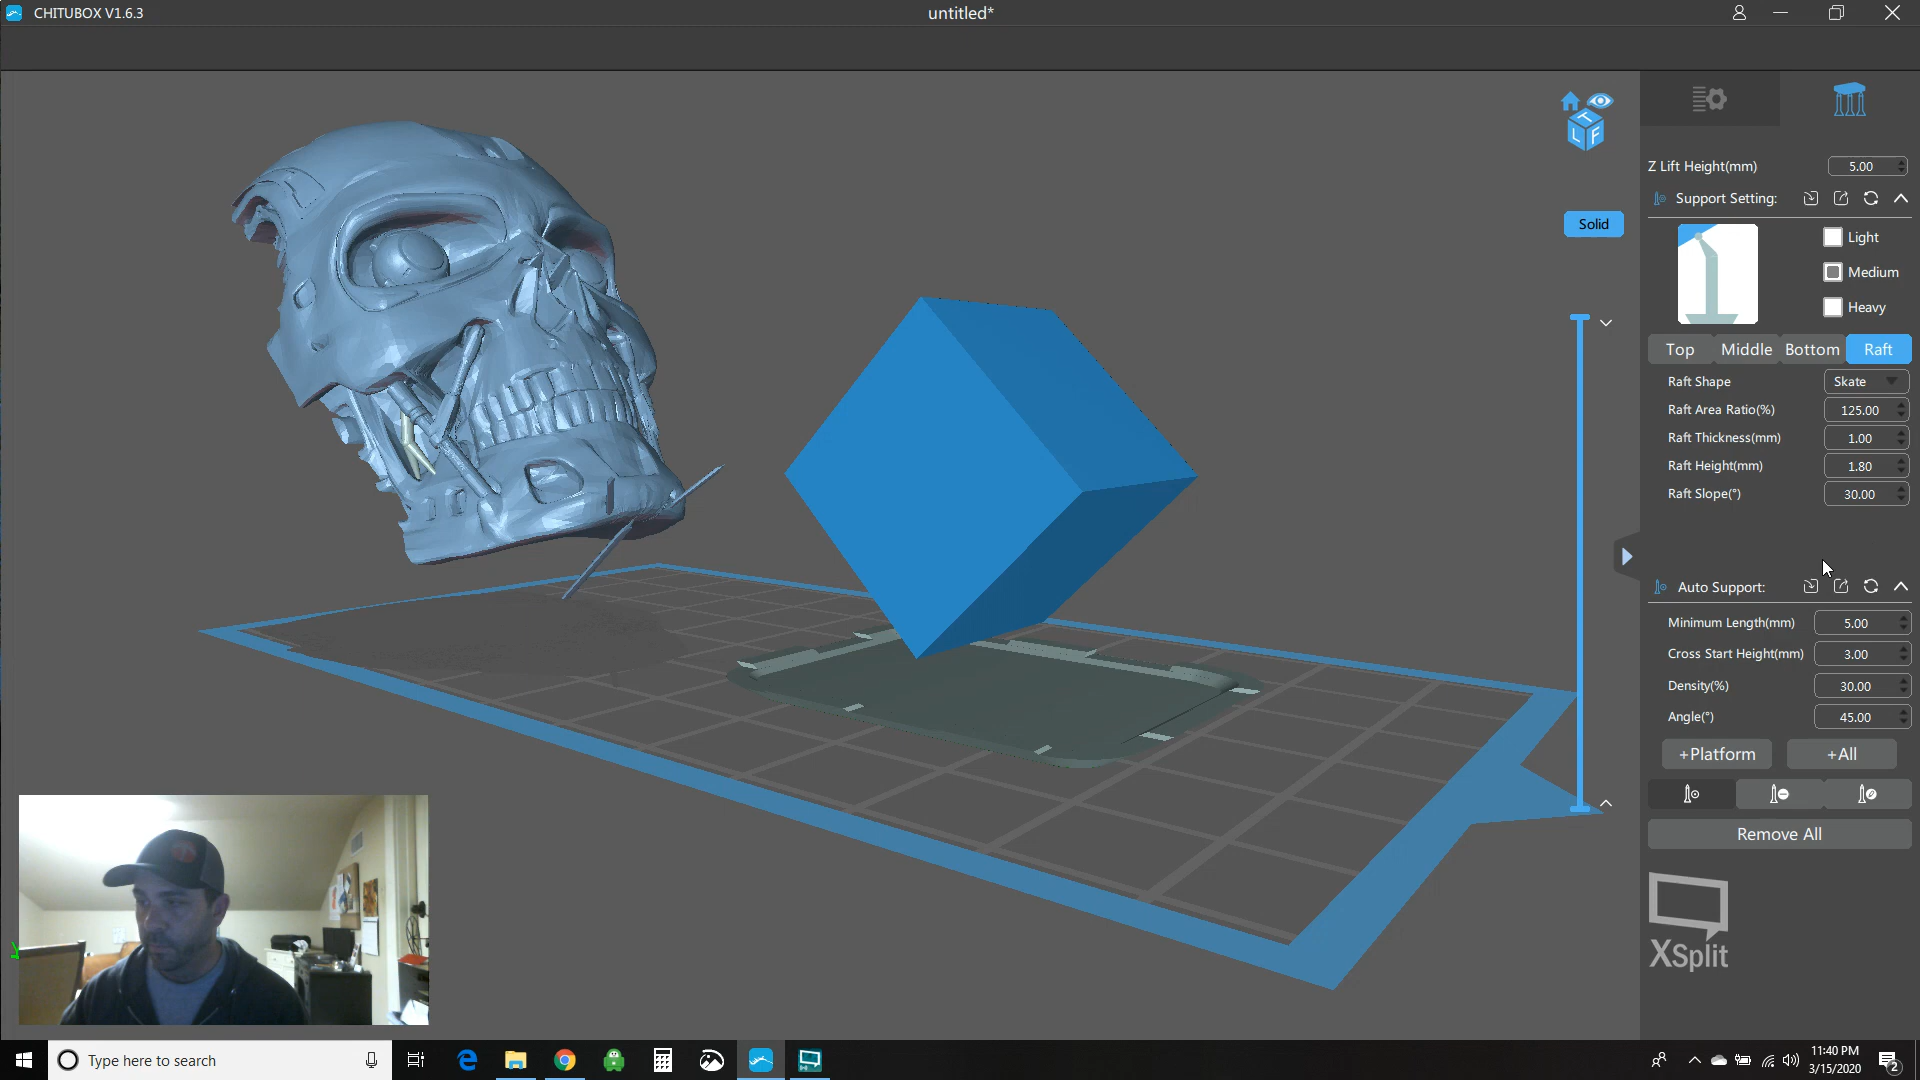 CHITUBOX V1.6.3
untitled*
T
L F
Solid
Z Lift Height(mm) 5.00
Support Setting:
Light
Medium
Heavy
Top Middle Bottom Raft
Raft Shape Skate
Raft Area Ratio(%) 125.00
Raft Thickness(mm) 1.00
Raft Height(mm) 1.80
Raft Slope(°) 30.00
Auto Support:
Minimum Length(mm) 5.00
Cross Start Height(mm) 3.00
Density(%) 30.00
Angle(°) 45.00
+Platform +All
Remove All
XSplit
Y
Type here to search
11:40 PM
3/15/2020
2